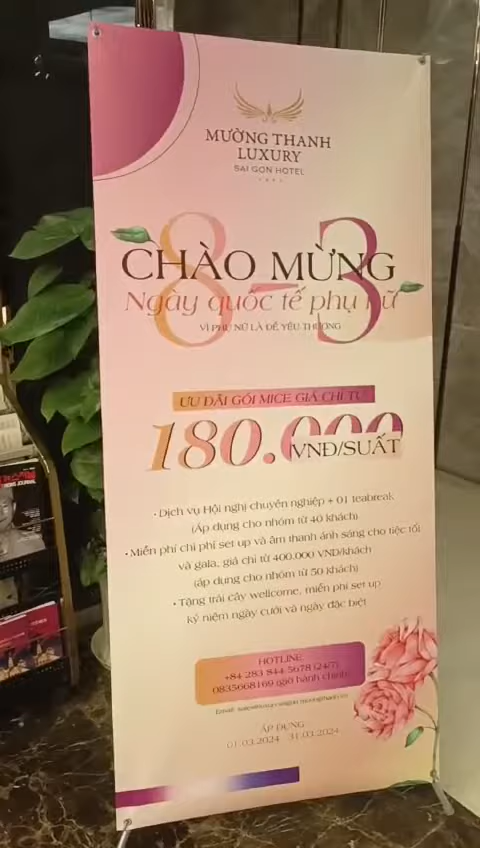 MƯỜNG THANH
LUXURY
SAI GON HOTEL
8-3
CHÀO MỪNG
Ngày quốc tế phụ nữ
VÌ PHỤ NỮ LÀ ĐỂ YÊU THƯƠNG
ƯU ĐÃI GÓI MICE GIÁ CHỈ TỪ
180.000
VNĐ/SUẤT
• Dịch vụ Hội nghị chuyên nghiệp + 01 teabreak
(Áp dụng cho nhóm từ 40 khách)
• Miễn phí chi phí set up và âm thanh ánh sáng cho tiệc tối
và gala, giá chỉ từ 400.000 VNĐ/khách
(áp dụng cho nhóm từ 50 khách)
• Tặng trái cây wellcome, miễn phí set up
kỷ niệm ngày cưới và ngày đặc biệt
HOTLINE
+84 283 844 5678 (24/7)
0835668169 (giờ hành chính)
Email:
ÁP DỤNG
01.03.2024 - 31.03.2024